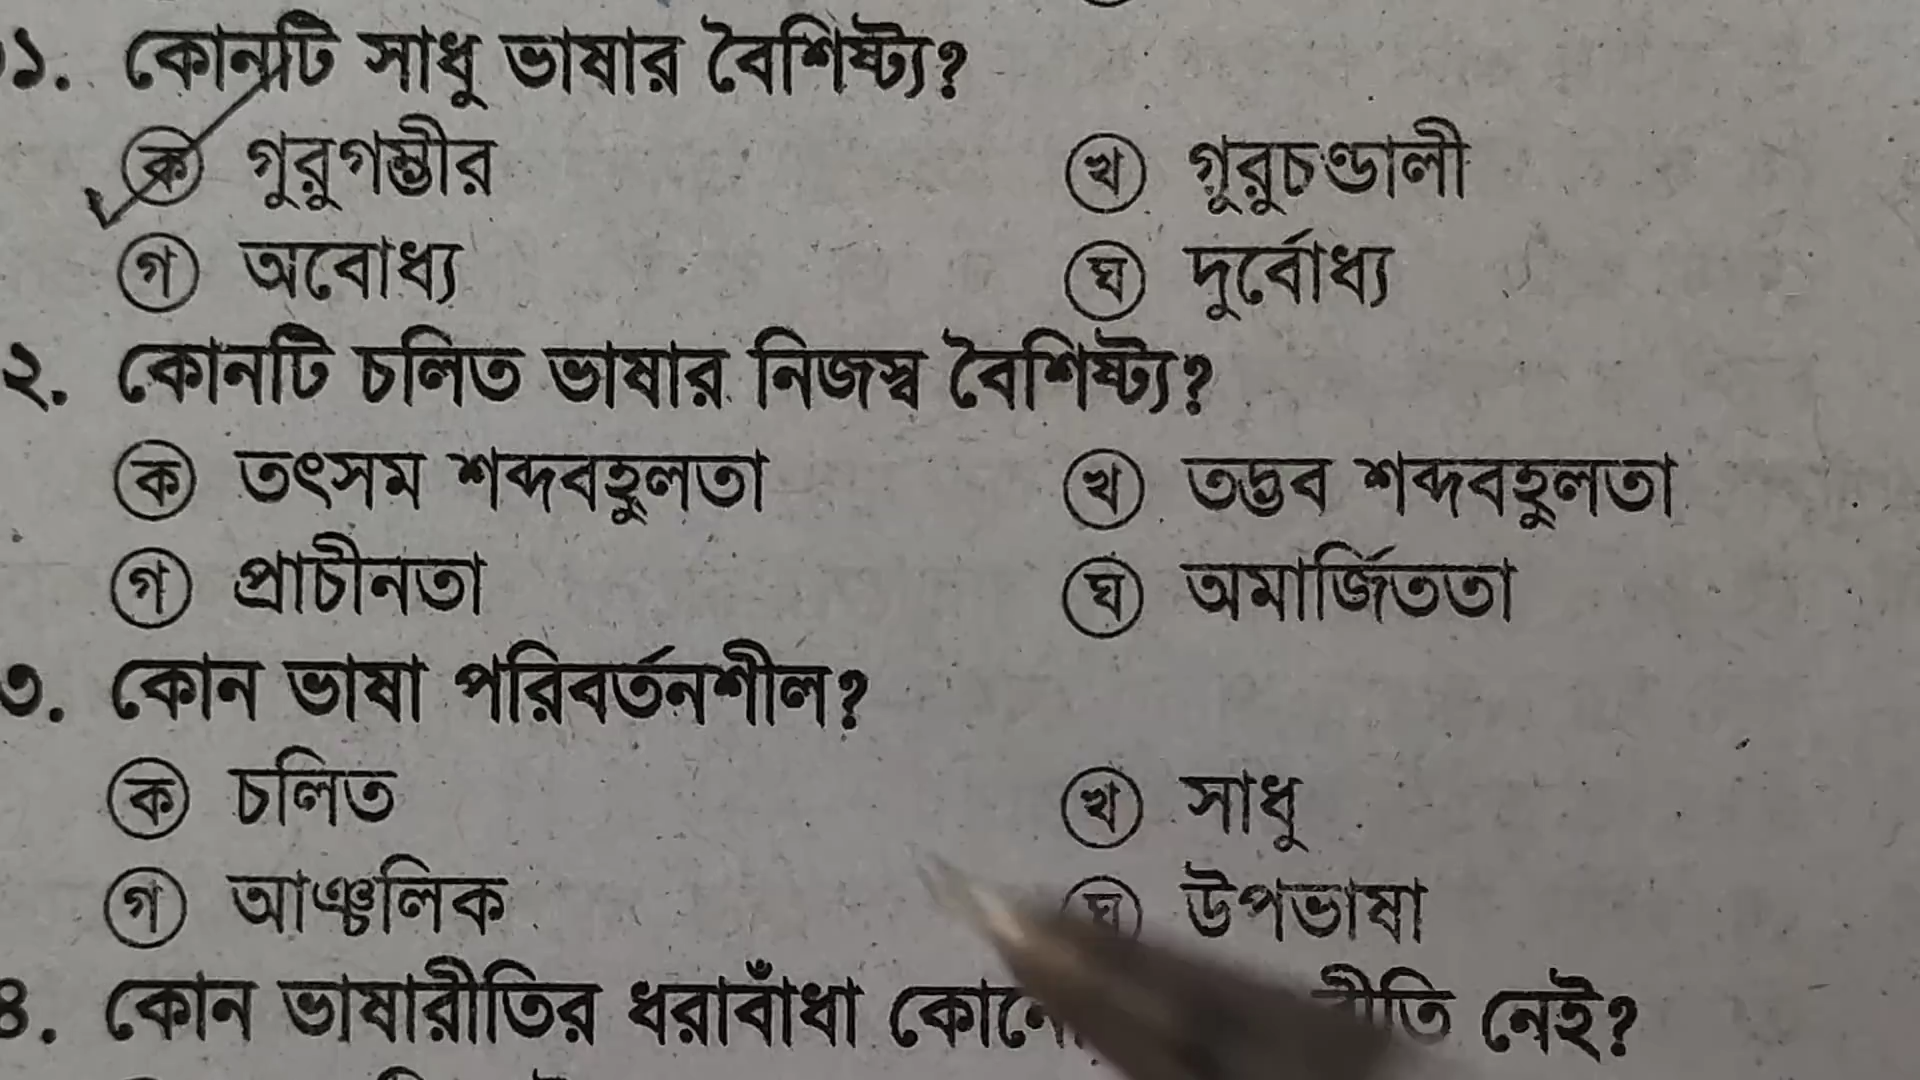 ১. কোনটি সাধু ভাষার বৈশিষ্ট্য?
ক গুরুগম্ভীর খ গুরুচণ্ডালী
গ অবোধ্য ঘ দুর্বোধ্য
২. কোনটি চলিত ভাষার নিজস্ব বৈশিষ্ট্য?
ক তৎসম শব্দবহুলতা খ তদ্ভব শব্দবহুলতা
গ প্রাচীনতা ঘ অমার্জিততা
৩. কোন ভাষা পরিবর্তনশীল?
ক চলিত খ সাধু
গ আঞ্চলিক ঘ উপভাষা
৪. কোন ভাষারীতির ধরাবাঁধা নেই?